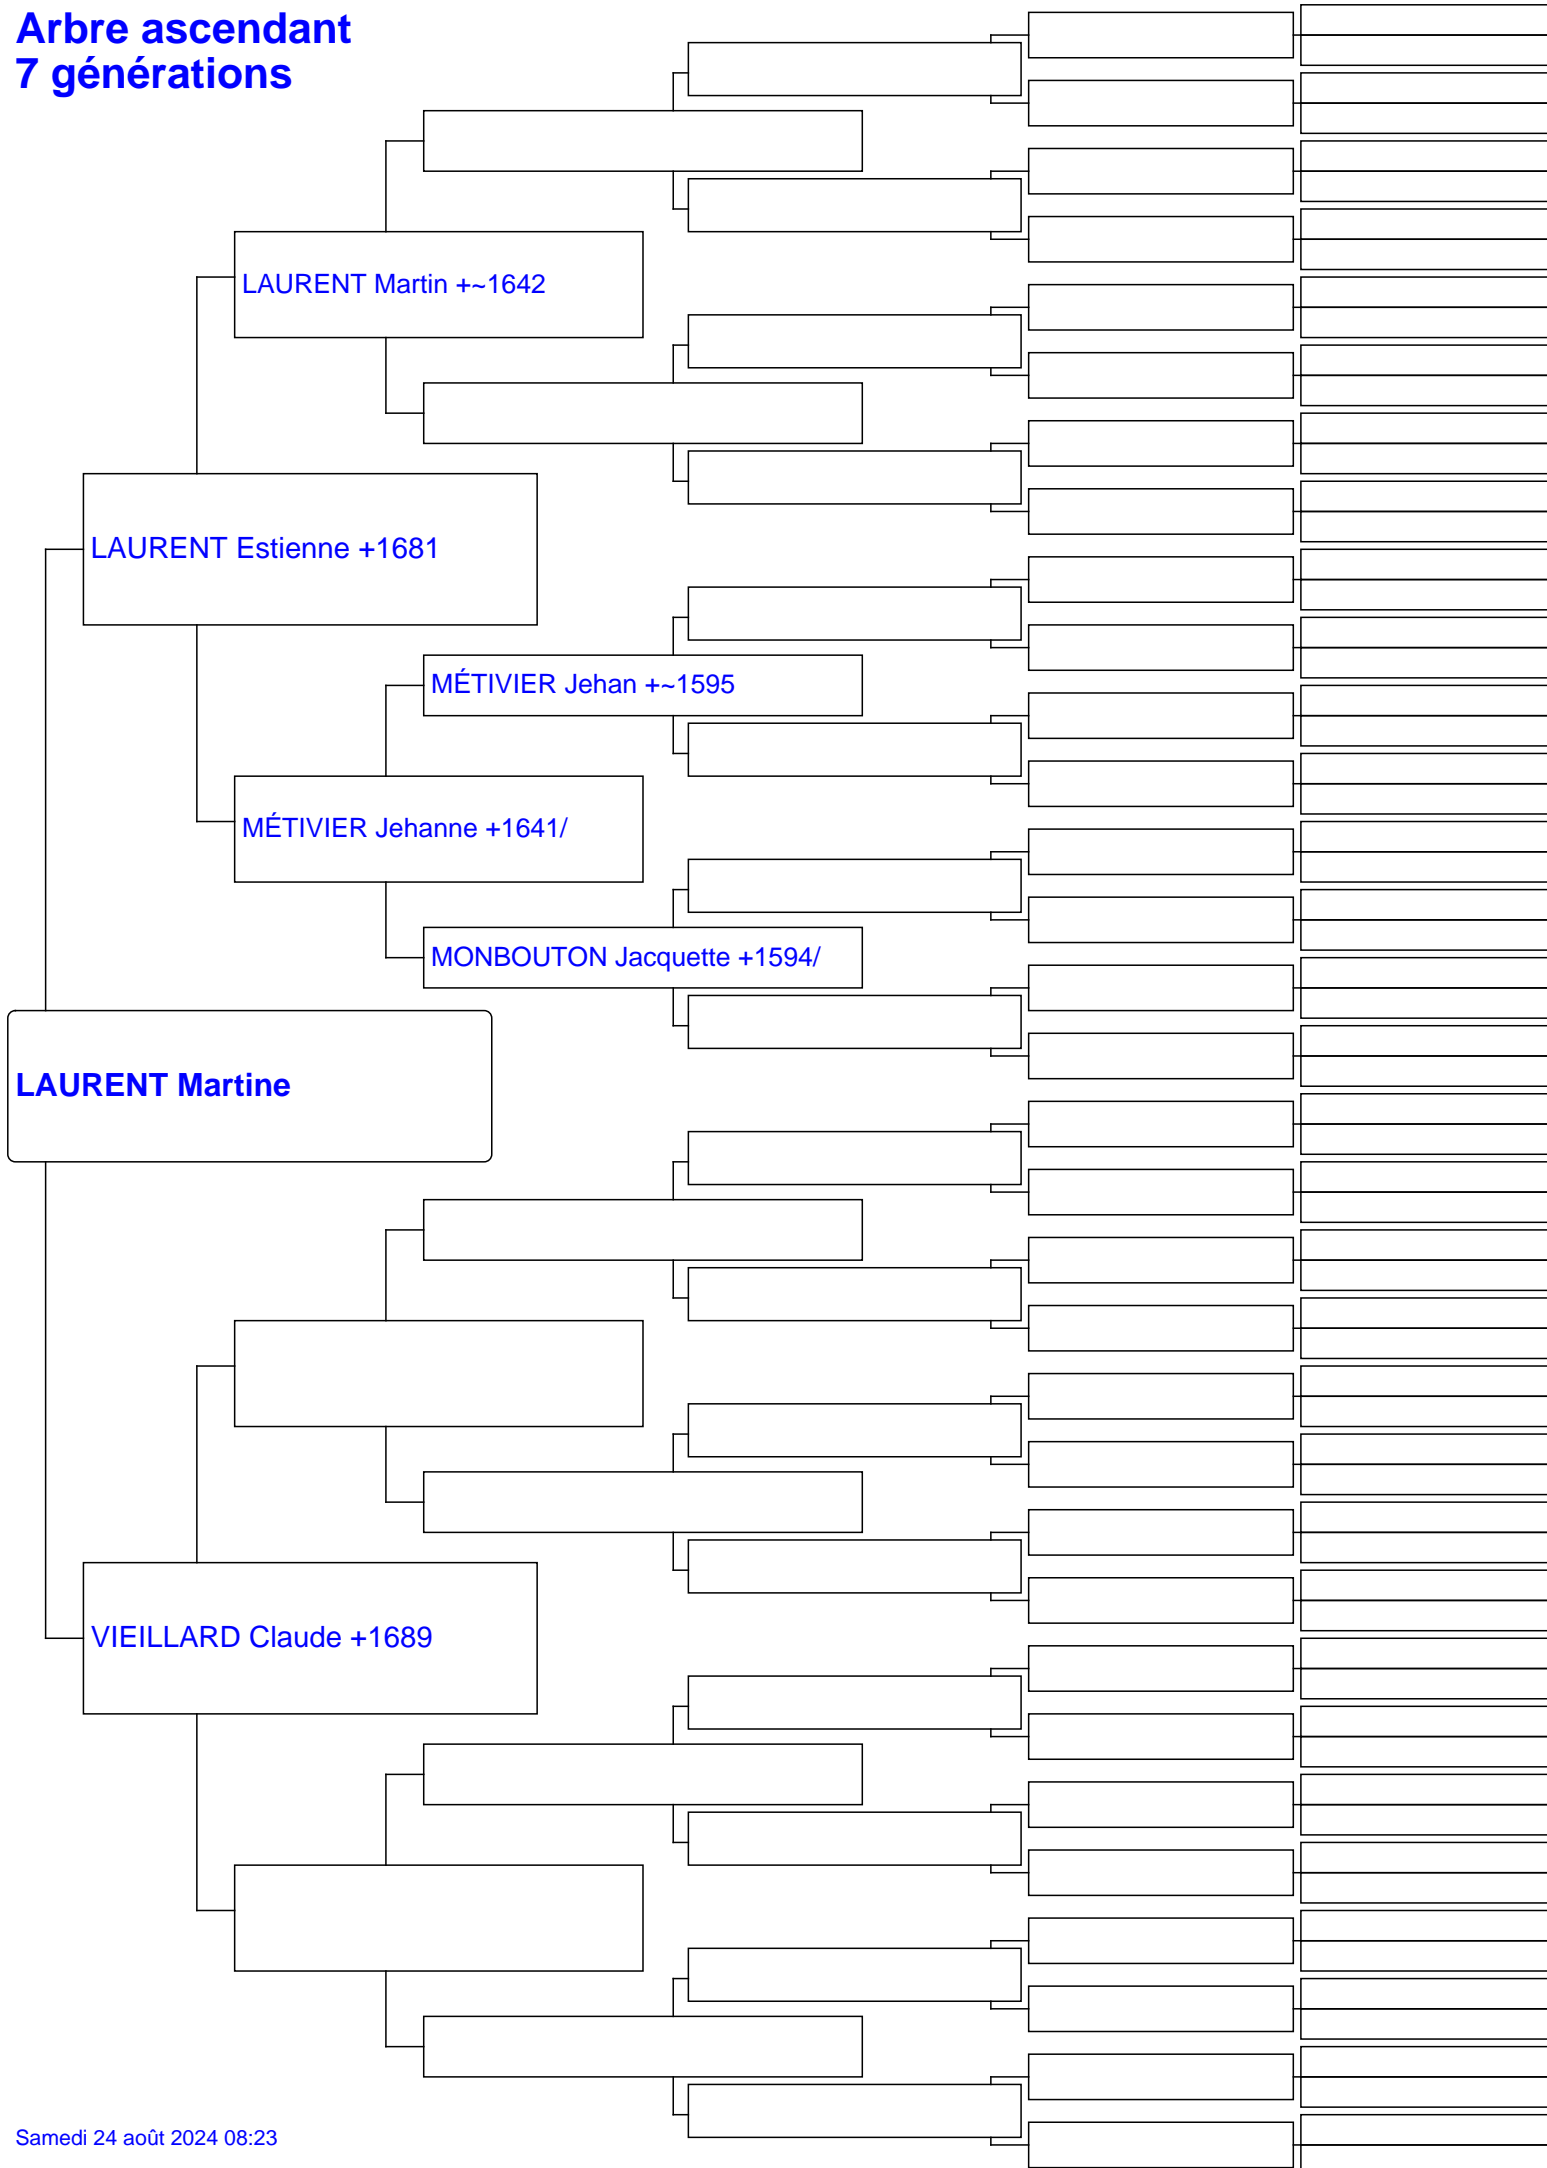 Arbre ascendant
7 générations
LAURENT Martin +~1642
LAURENT Estienne +1681
MÉTIVIER Jehan +~1595
MÉTIVIER Jehanne +1641/
MONBOUTON Jacquette +1594/
LAURENT Martine
VIEILLARD Claude +1689
Samedi 24 août 2024 08:23